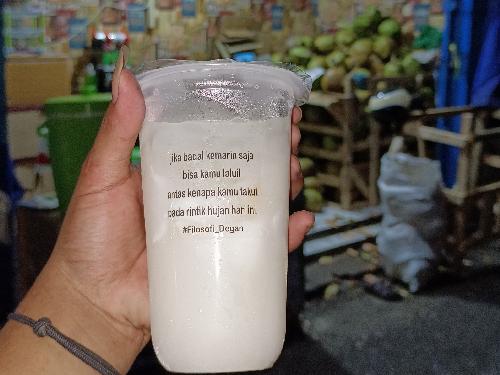 jika badai kemarin saja
bisa kamu lalui
lantas kenapa kamu takut
pada rintik hujan hari ini.
#Filosofi_Degan